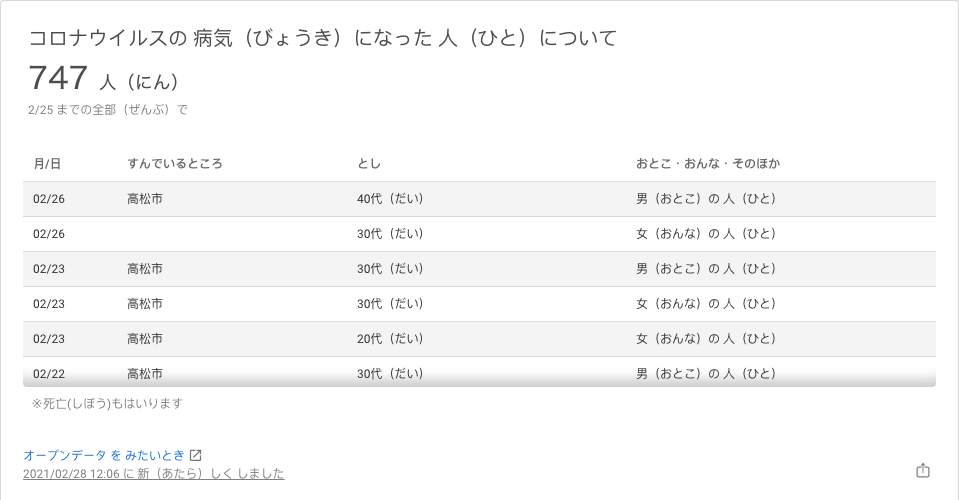 コロナウイルスの 病気（びょうき）になった 人（ひと）について
747 人（にん）
2/25 までの全部（ぜんぶ）で
月/日 すんでいるところ とし おとこ・おんな・そのほか
02/26 高松市 40代（だい） 男（おとこ）の 人（ひと）
02/26 30代（だい） 女（おんな）の 人（ひと）
02/23 高松市 30代（だい） 男（おとこ）の 人（ひと）
02/23 高松市 30代（だい） 女（おんな）の 人（ひと）
02/23 高松市 20代（だい） 女（おんな）の 人（ひと）
02/22 高松市 30代（だい） 男（おとこ）の 人（ひと）
※死亡(しぼう)もはいります
オープンデータ を みたいとき
2021/02/28 12:06 に 新（あたら）しく しました